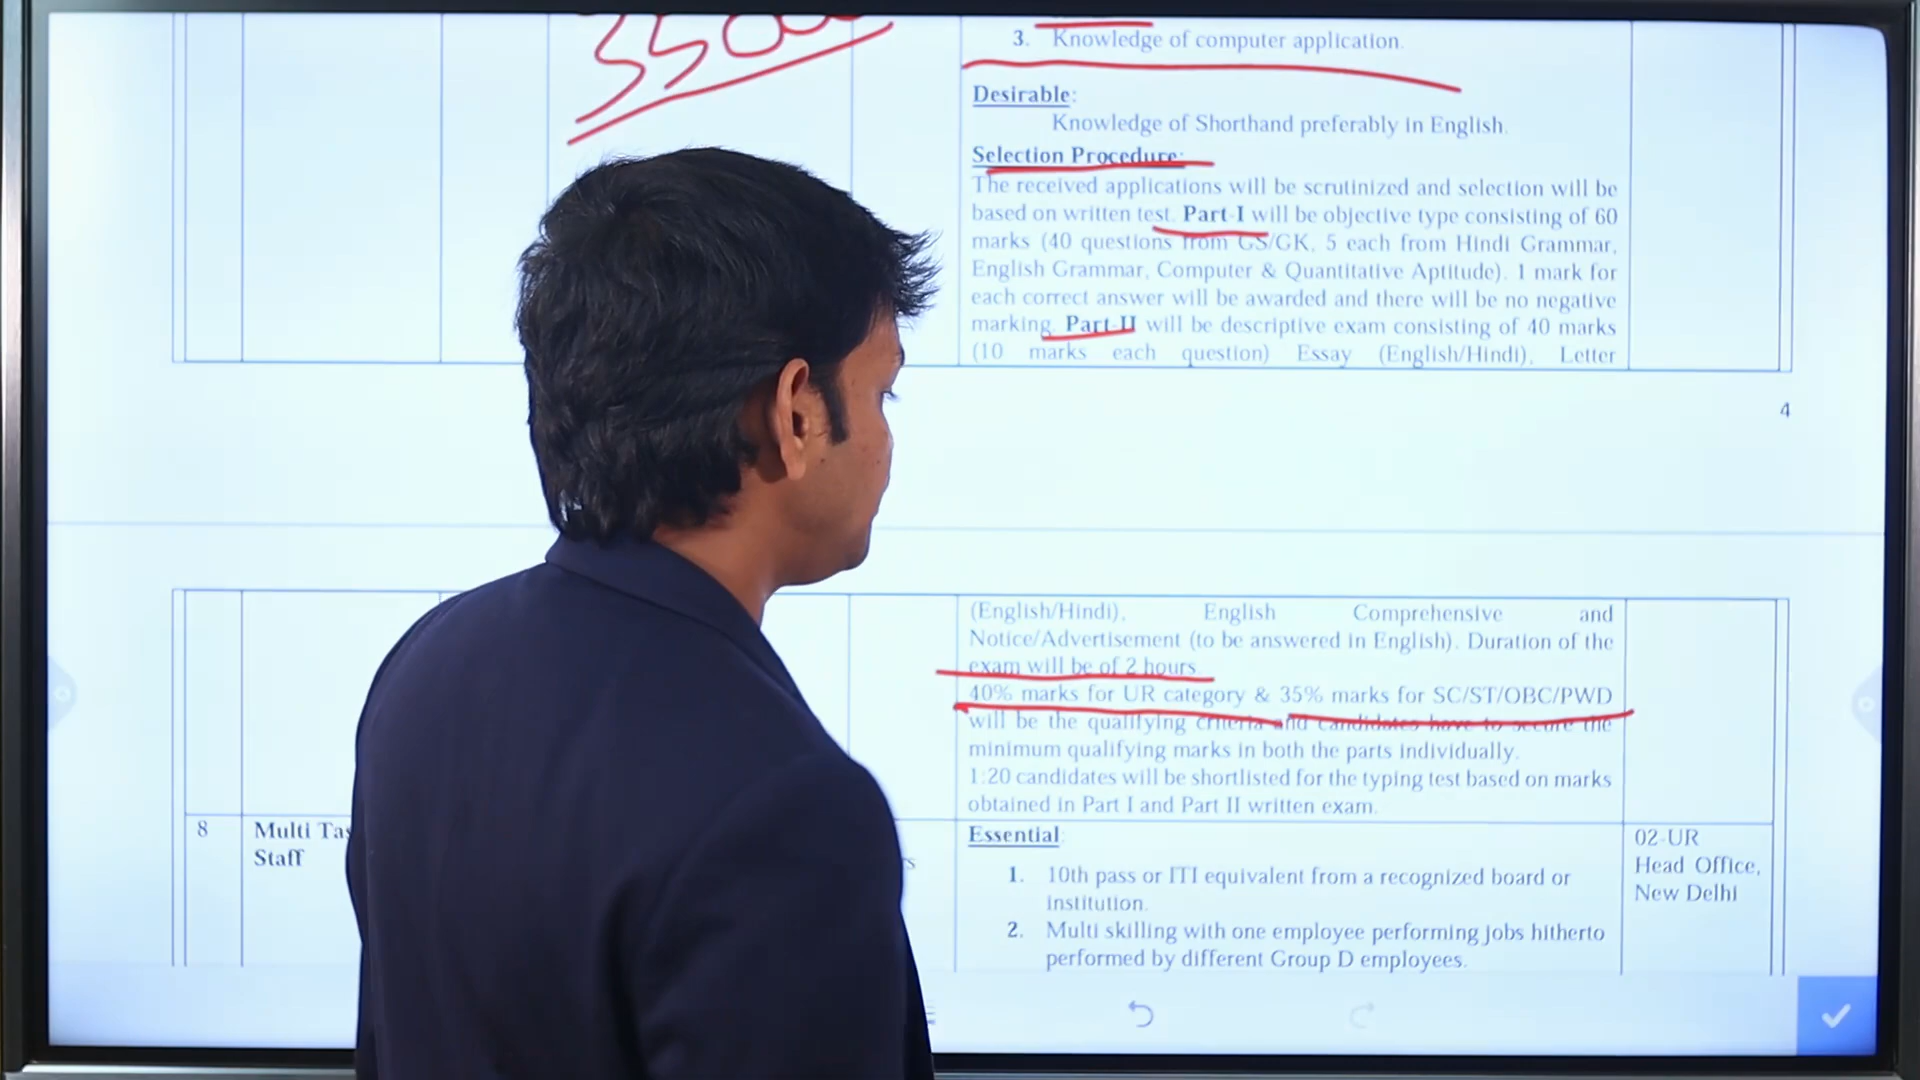 3. Knowledge of computer application.
Desirable:
Knowledge of Shorthand preferably in English.
Selection Procedure:
The received applications will be scrutinized and selection will be
based on written test. Part-I will be objective type consisting of 60
marks (40 questions from GS/GK, 5 each from Hindi Grammar,
English Grammar, Computer & Quantitative Aptitude). 1 mark for
each correct answer will be awarded and there will be no negative
marking. Part-II will be descriptive exam consisting of 40 marks
(10 marks each question) Essay (English/Hindi), Letter
4
(English/Hindi), English Comprehensive and
Notice/Advertisement (to be answered in English). Duration of the
exam will be of 2 hours.
40% marks for UR category & 35% marks for SC/ST/OBC/PWD
will be the qualifying criteria and candidates have to secure the
minimum qualifying marks in both the parts individually.
1:20 candidates will be shortlisted for the typing test based on marks
obtained in Part I and Part II written exam.
8
Multi
Staff
Essential:
1. 10th pass or ITI equivalent from a recognized board or
institution.
2. Multi skilling with one employee performing jobs hitherto
performed by different Group D employees.
02-UR
Head Office,
New Delhi